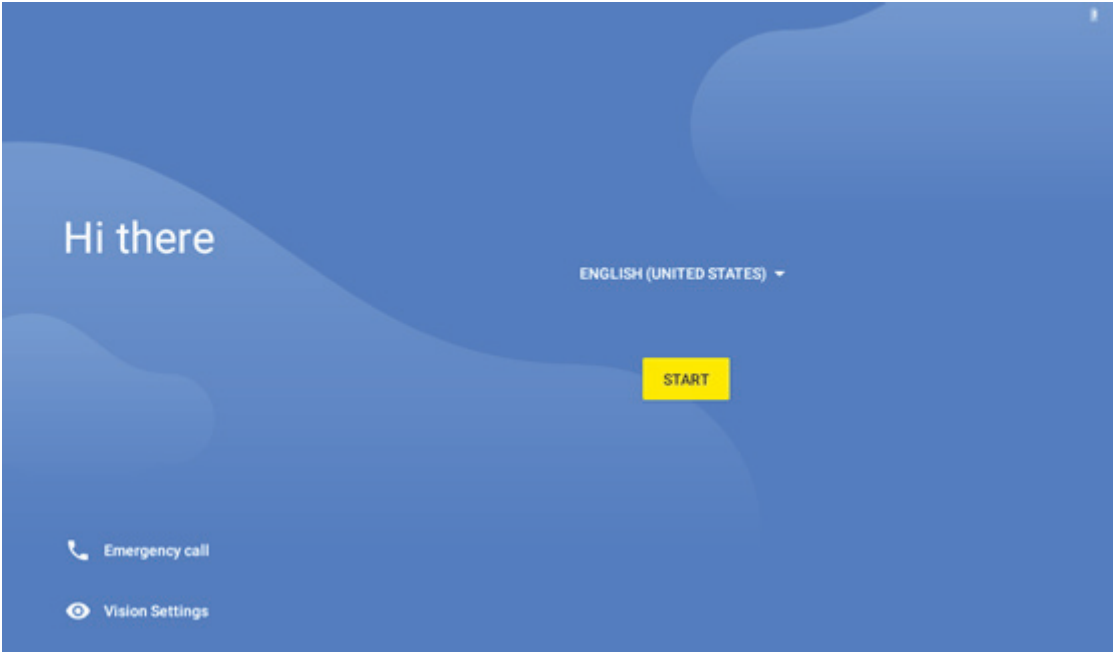 Hi there
ENGLISH (UNITED STATES)
START
Emergency call
Vision Settings